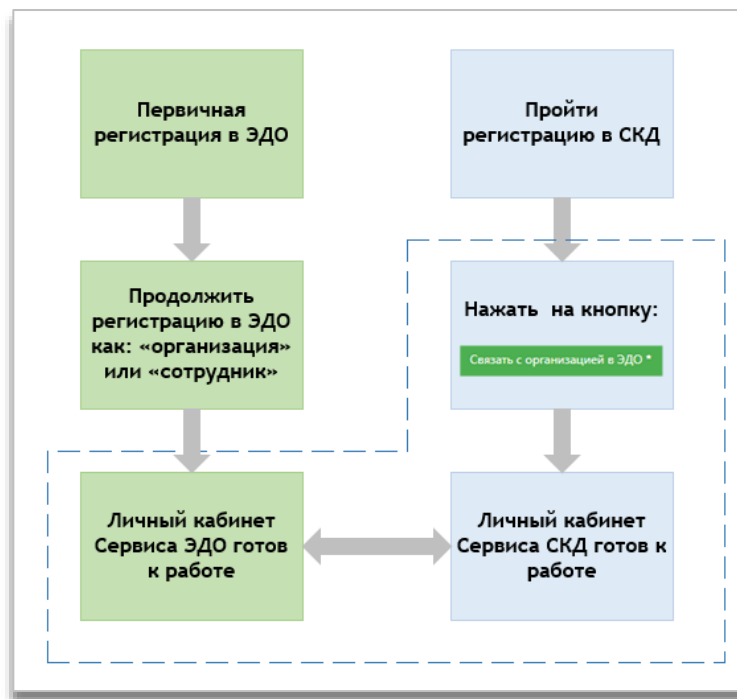 Первичная
регистрация в ЭДО
Пройти
регистрацию в СКД
Продолжить
регистрацию в ЭДО
как: «организация»
или «сотрудник»
Нажать на кнопку:
Связать с организацией в ЭДО *
Личный кабинет
Сервиса ЭДО готов
к работе
Личный кабинет
Сервиса СКД готов к
работе